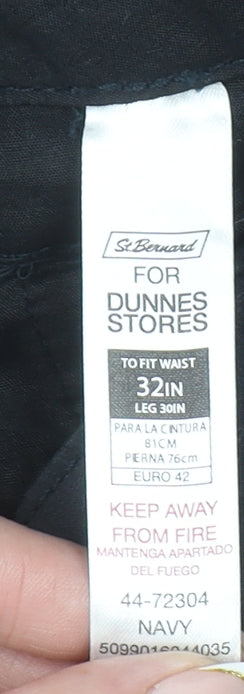 St Bernard
FOR
DUNNES
STORES
TO FIT WAIST
32IN
LEG 30IN
PARA LA CINTURA
81CM
PIERNA 76cm
EURO 42
KEEP AWAY
FROM FIRE
MANTENGA APARTADO
DEL FUEGO
44-72304
NAVY
5099016044035